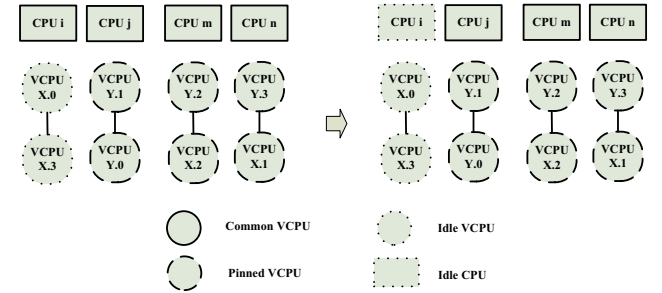 CPU i CPU j CPU m CPU n CPU i CPU j CPU m CPU n
VCPU X.0 VCPU Y.1 VCPU Y.2 VCPU Y.3 VCPU X.0 VCPU Y.1 VCPU Y.2 VCPU Y.3
VCPU X.3 VCPU Y.0 VCPU X.2 VCPU X.1 VCPU X.3 VCPU Y.0 VCPU X.2 VCPU X.1
Common VCPU Idle VCPU
Pinned VCPU Idle CPU